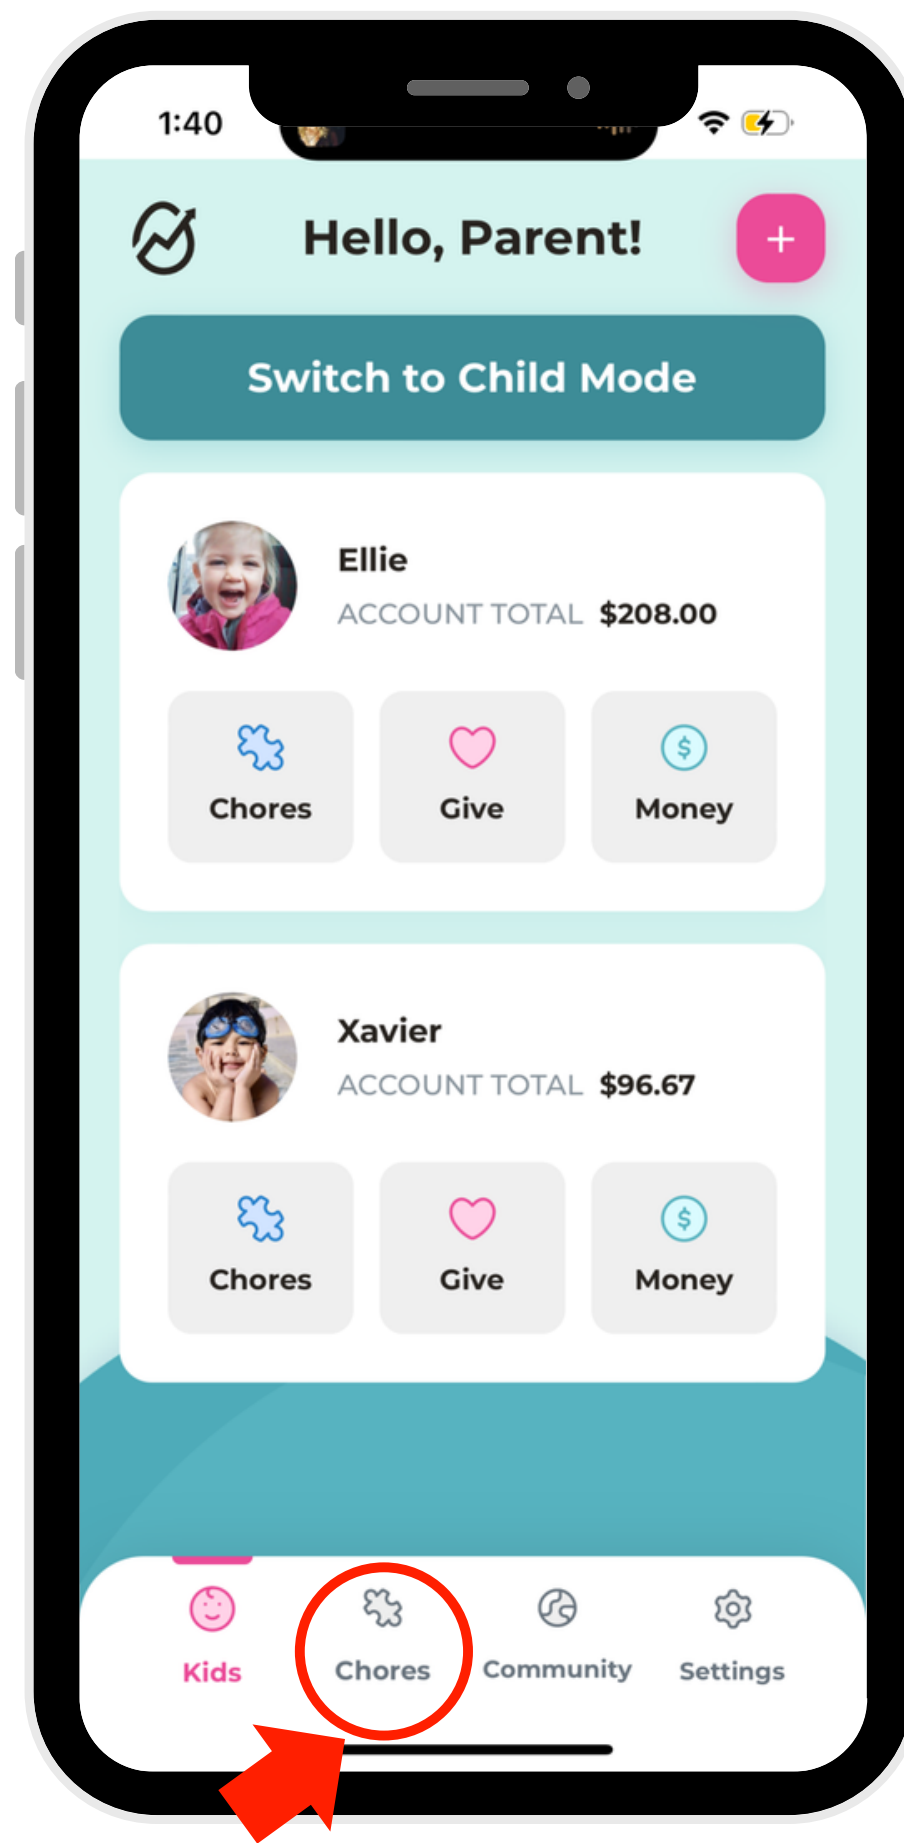 1:40
Hello, Parent!
+
Switch to Child Mode
Ellie
ACCOUNT TOTAL $208.00
$
Chores Give Money
Xavier
ACCOUNT TOTAL $96.67
$
Chores Give Money
Kids Chores Community Settings